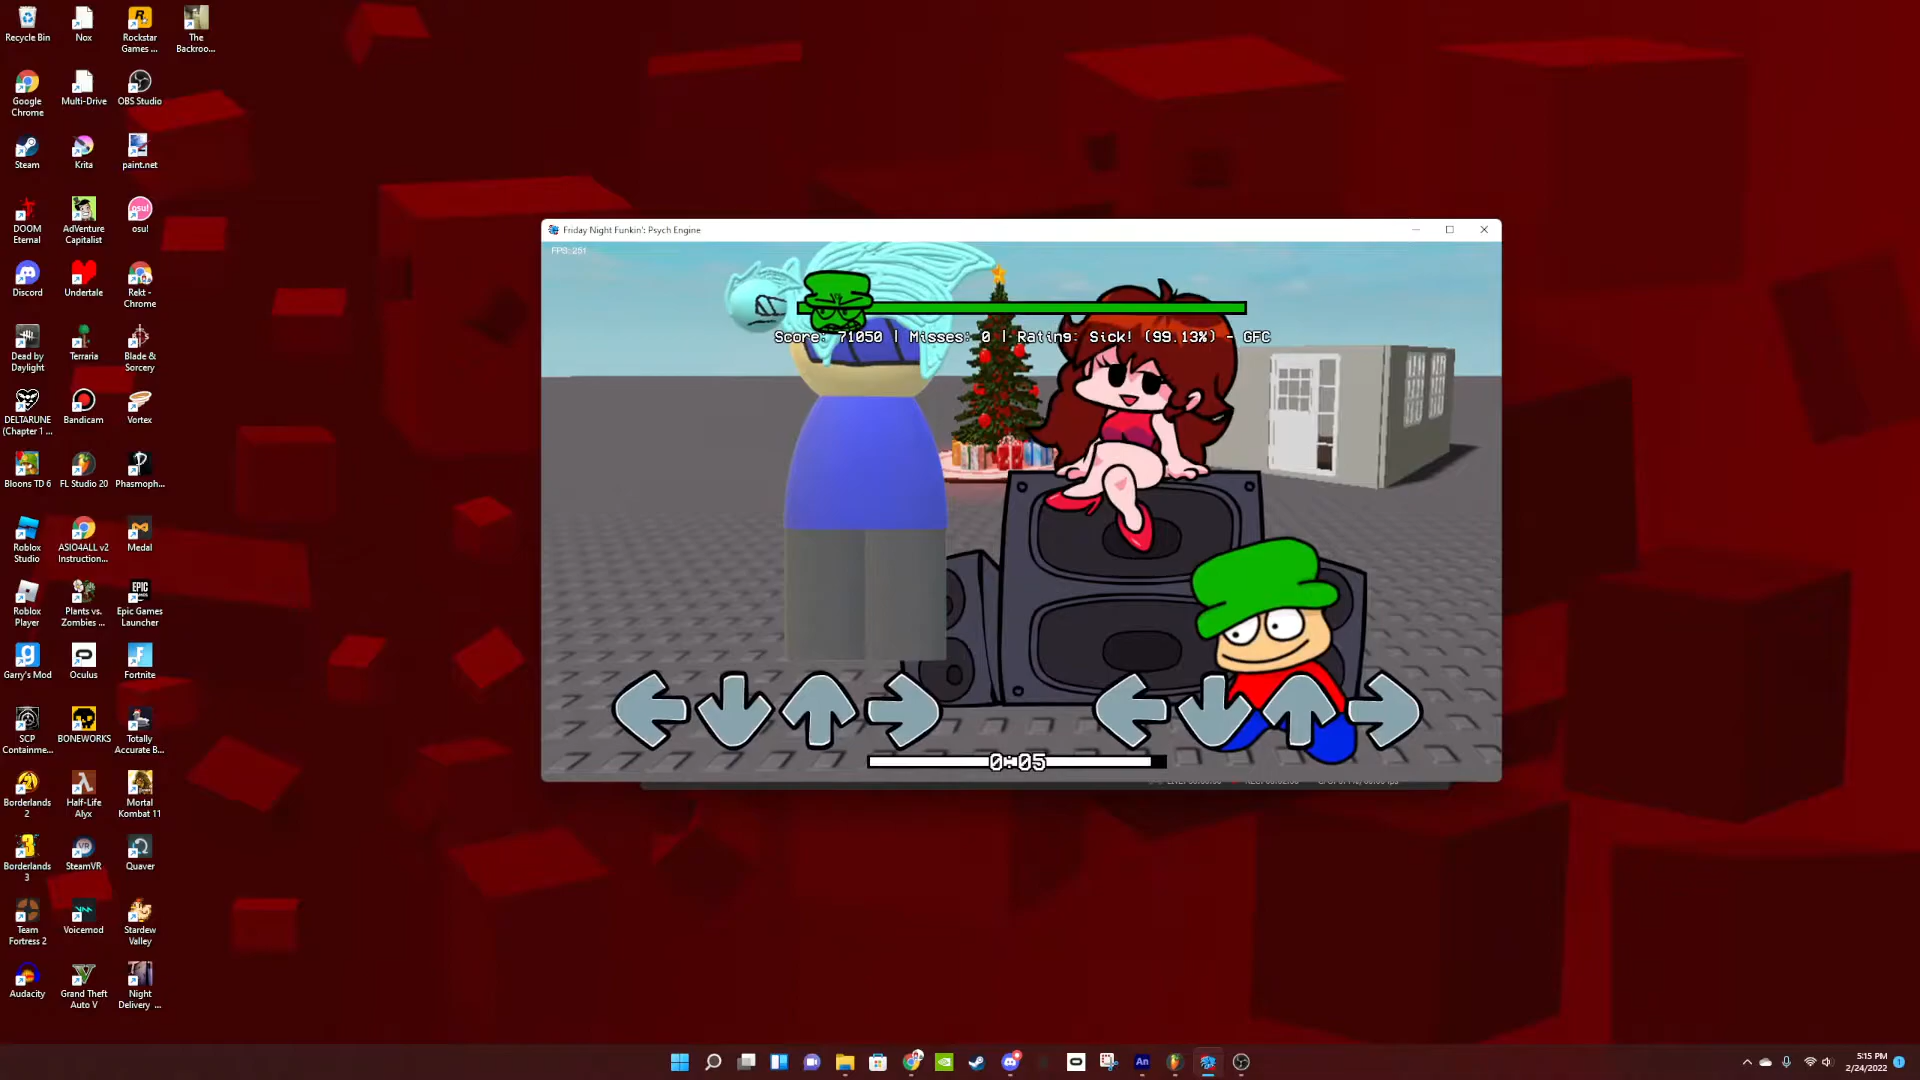 Recycle Bin
Nox
Rockstar
Games ...
The
Backroo...
Google
Chrome
Multi-Drive
OBS Studio
Steam
Krita
paint.net
DOOM
Eternal
AdVenture
Capitalist
osu!
Discord
Undertale
Rekt -
Chrome
Dead by
Daylight
Terraria
Blade &
Sorcery
DELTARUNE
(Chapter 1 ...
Bandicam
Vortex
Bloons TD 6
FL Studio 20
Phasmoph...
Roblox
Studio
ASIO4ALL v2
Instruction...
Medal
Roblox
Player
Plants vs.
Zombies ...
Epic Games
Launcher
Garry's Mod
Oculus
Fortnite
SCP
Containme...
BONEWORKS
Totally
Accurate B...
Borderlands
2
Half-Life
Alyx
Mortal
Kombat 11
Borderlands
3
SteamVR
Quaver
Team
Fortress 2
Voicemod
Stardew
Valley
Audacity
Grand Theft
Auto V
Night
Delivery ...
Friday Night Funkin': Psych Engine
FPS: 251
Score: 71050 | Misses: 0 | Rating: Sick! (99.13%) - GFC
0:05
5:15 PM
2/24/2022